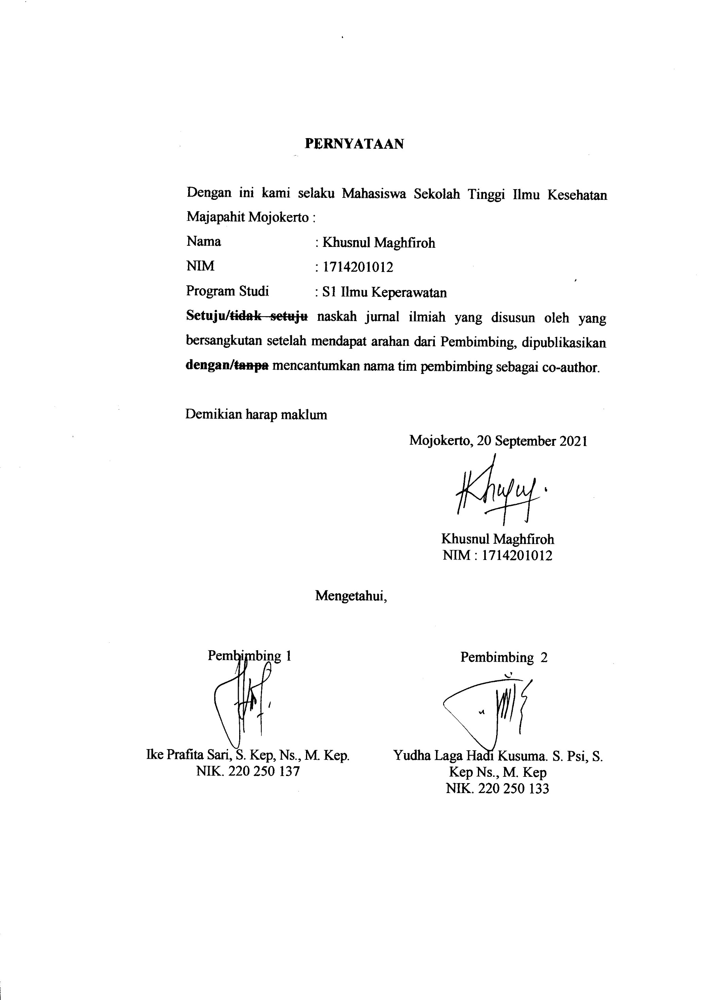 PERNYATAAN
Dengan ini kami selaku Mahasiswa Sekolah Tinggi Ilmu Kesehatan
Majapahit Mojokerto :
Nama : Khusnul Maghfiroh
NIM : 1714201012
Program Studi : S1 Ilmu Keperawatan
Setuju/tidak setuju naskah jurnal ilmiah yang disusun oleh yang
bersangkutan setelah mendapat arahan dari Pembimbing, dipublikasikan
dengan/tanpa mencantumkan nama tim pembimbing sebagai co-author.
Demikian harap maklum
Mojokerto, 20 September 2021
Khusnul Maghfiroh
NIM : 1714201012
Mengetahui,
Pembimbing 1
Ike Prafita Sari, S. Kep, Ns., M. Kep.
NIK. 220 250 137
Pembimbing 2
Yudha Laga Hadi Kusuma. S. Psi, S.
Kep Ns., M. Kep
NIK. 220 250 133